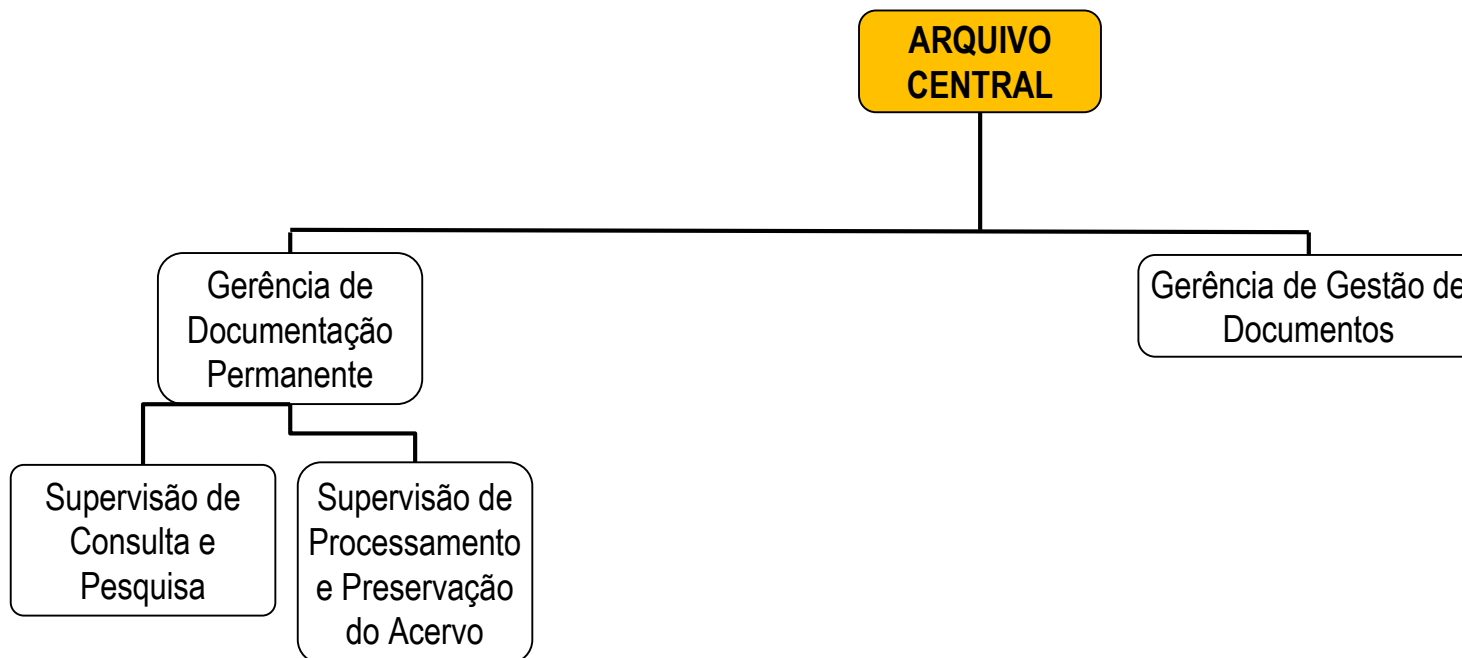 ARQUIVO
CENTRAL
Gerência de
Documentação
Permanente
Gerência de Gestão de
Documentos
Supervisão de
Consulta e
Pesquisa
Supervisão de
Processamento
e Preservação
do Acervo